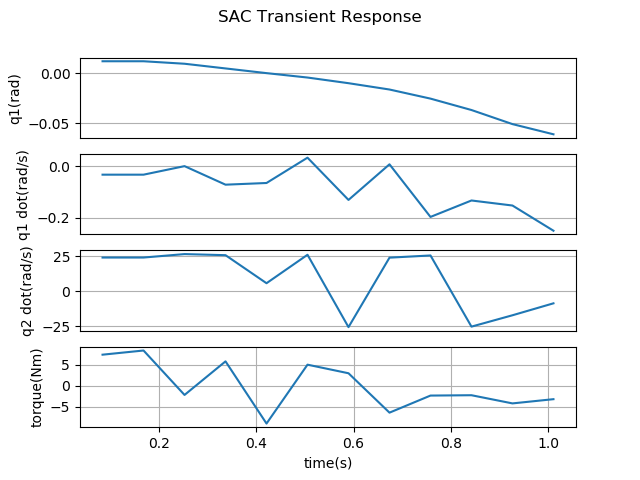 SAC Transient Response
q1(rad)
0.00
−0.05
q1 dot(rad/s)
0.0
−0.2
q2 dot(rad/s)
25
0
−25
torque(Nm)
5
0
−5
0.2 0.4 0.6 0.8 1.0
time(s)